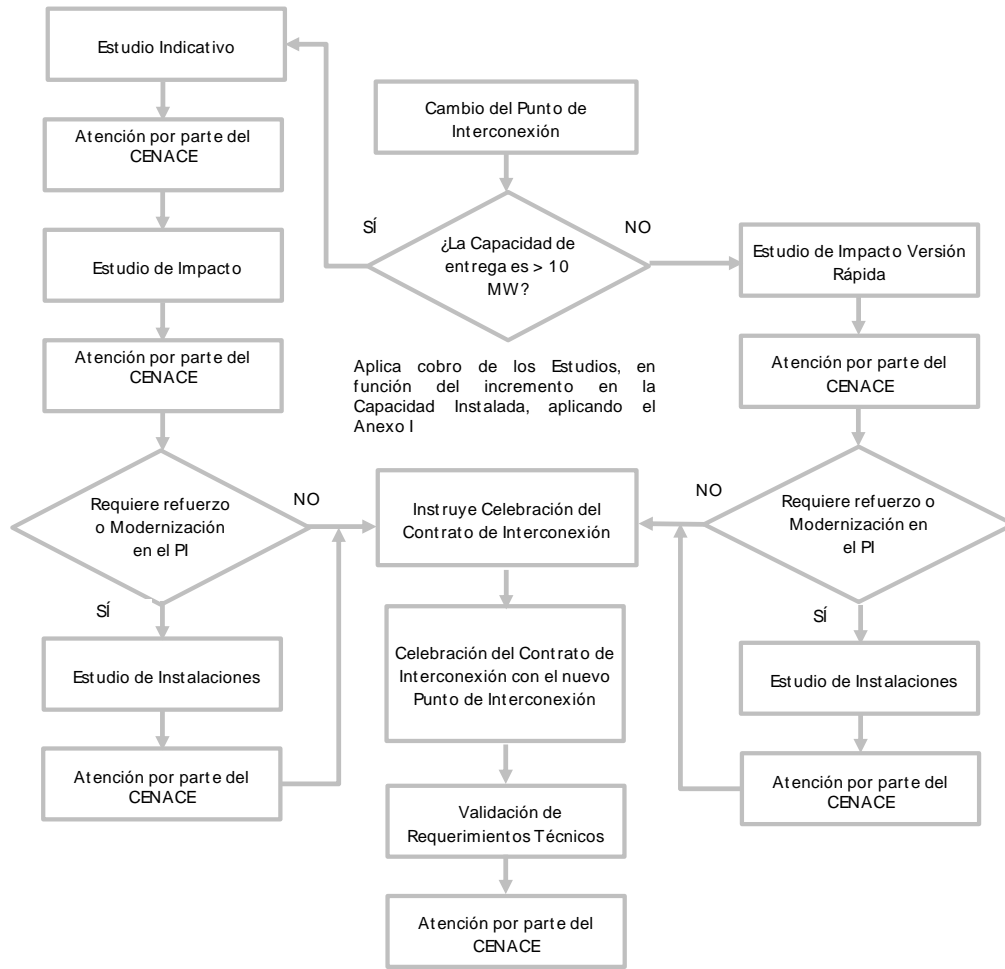 Estudio Indicativo
Atención por parte del
CENACE
Estudio de Impacto
Atención por parte del
CENACE
Requiere refuerzo
o Modernización
en el PI
NO
SÍ
Estudio de Instalaciones
Atención por parte del
CENACE
Cambio del Punto de
Interconexión
SÍ
NO
¿La Capacidad de
entrega es > 10
MW?
Aplica cobro de los Estudios, en
función del incremento en la
Capacidad Instalada, aplicando el
Anexo I
Instruye Celebración del
Contrato de Interconexión
Celebración del Contrato de
Interconexión con el nuevo
Punto de Interconexión
Validación de
Requerimientos Técnicos
Atención por parte del
CENACE
Estudio de Impacto Versión
Rápida
Atención por parte del
CENACE
NO
Requiere refuerzo o
Modernización en
el PI
SÍ
Estudio de Instalaciones
Atención por parte del
CENACE